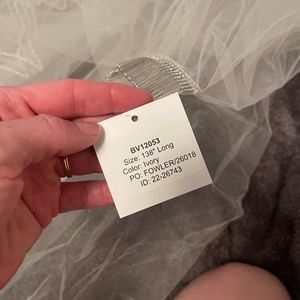 BV12053
Size: 138" Long
Color: Ivory
PO: FOWLER/26018
ID: 22-26743